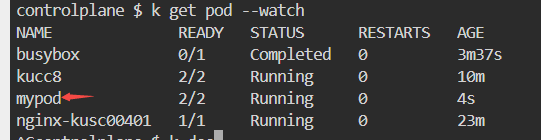 controlplane $ k get pod --watch
NAME READY STATUS RESTARTS AGE
busybox 0/1 Completed 0 3m37s
kucc8 2/2 Running 0 10m
mypod 2/2 Running 0 4s
nginx-kusc00401 1/1 Running 0 23m
^Ccontrolplane $ k des